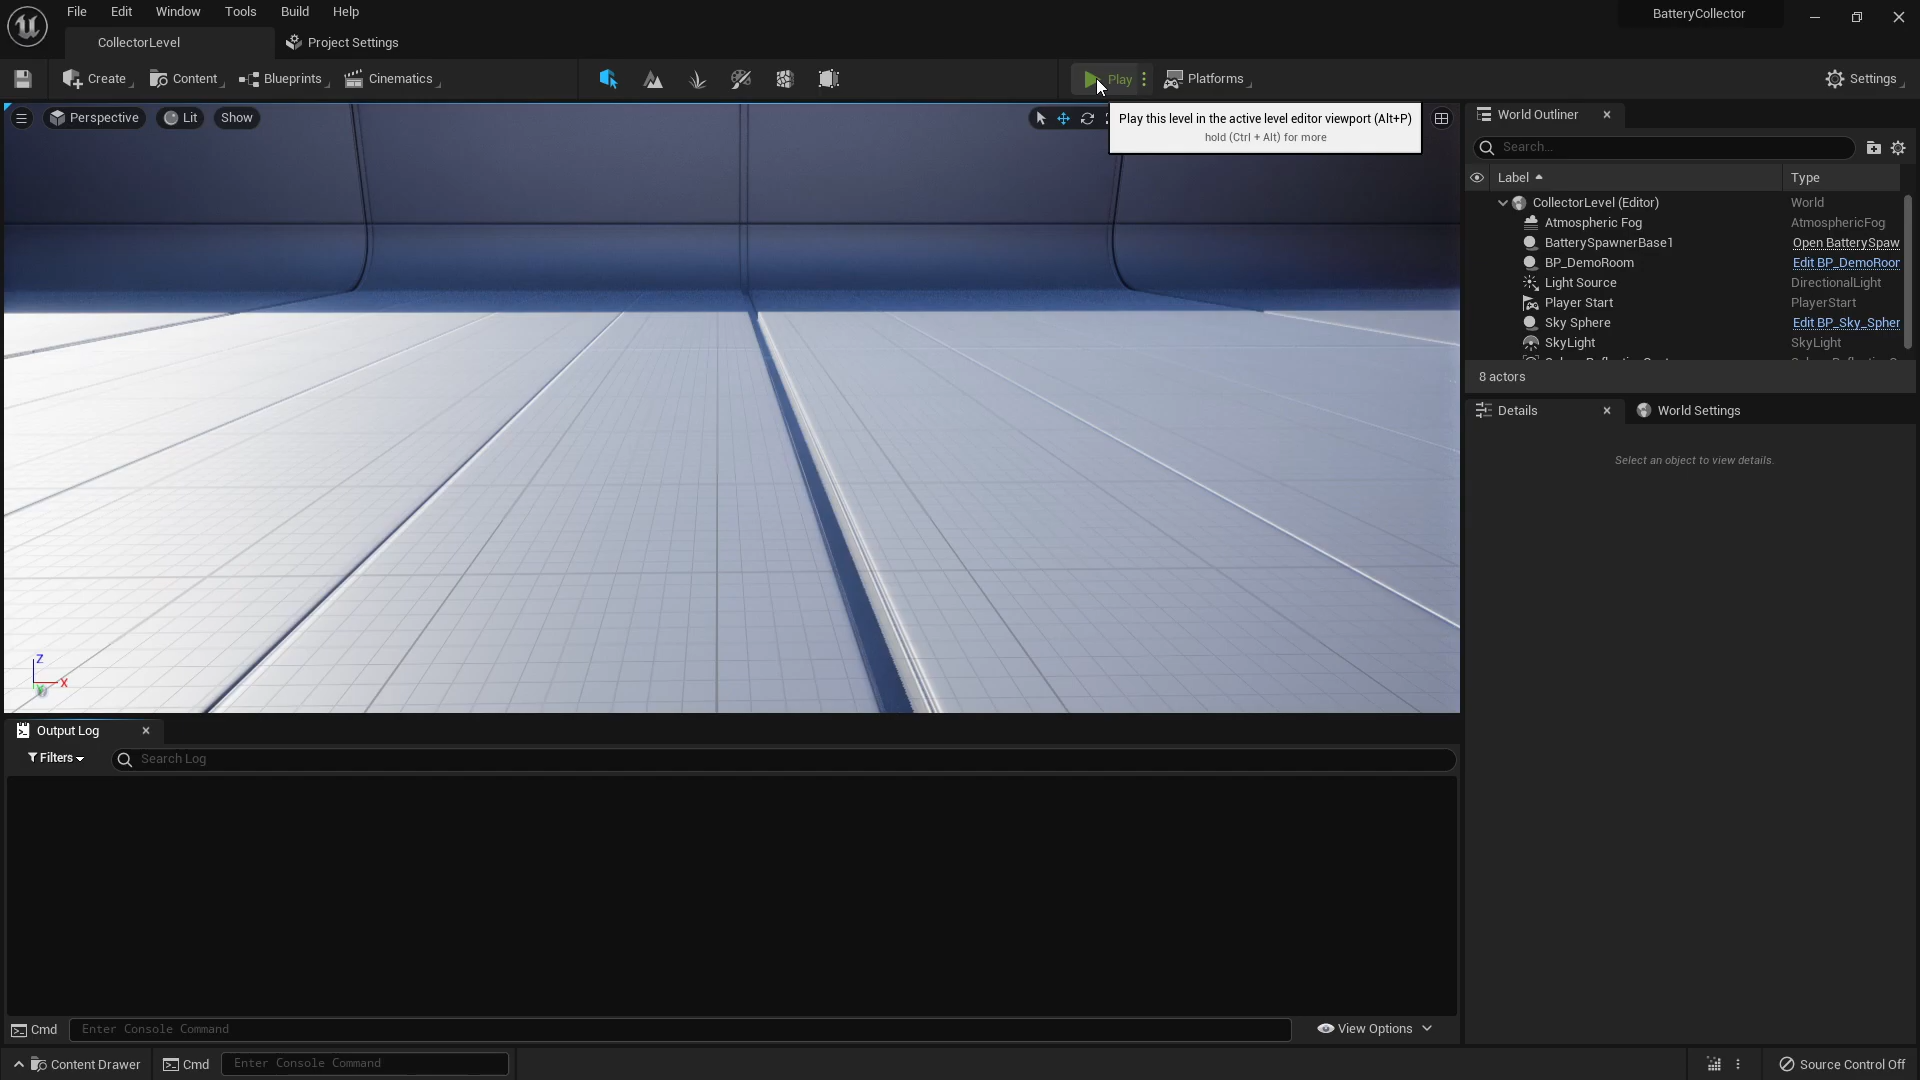 File Edit Window Tools Build Help
BatteryCollector
CollectorLevel
Project Settings
Create
Content
Blueprints
Cinematics
Play
Platforms
Settings
Perspective
Lit
Show
Play this level in the active level editor viewport (Alt+P)
hold (Ctrl + Alt) for more
World Outliner
Search...
Label Type
CollectorLevel (Editor) World
Atmospheric Fog AtmosphericFog
BatterySpawnerBase1 Open BatterySpaw
BP_DemoRoom Edit BP_DemoRoor
Light Source DirectionalLight
Player Start PlayerStart
Sky Sphere Edit BP_Sky_Spher
SkyLight SkyLight
8 actors
Details
World Settings
Select an object to view details.
Z
X
Output Log
Filters
Search Log
Cmd
Enter Console Command
View Options
Content Drawer
Cmd
Enter Console Command
Source Control Off